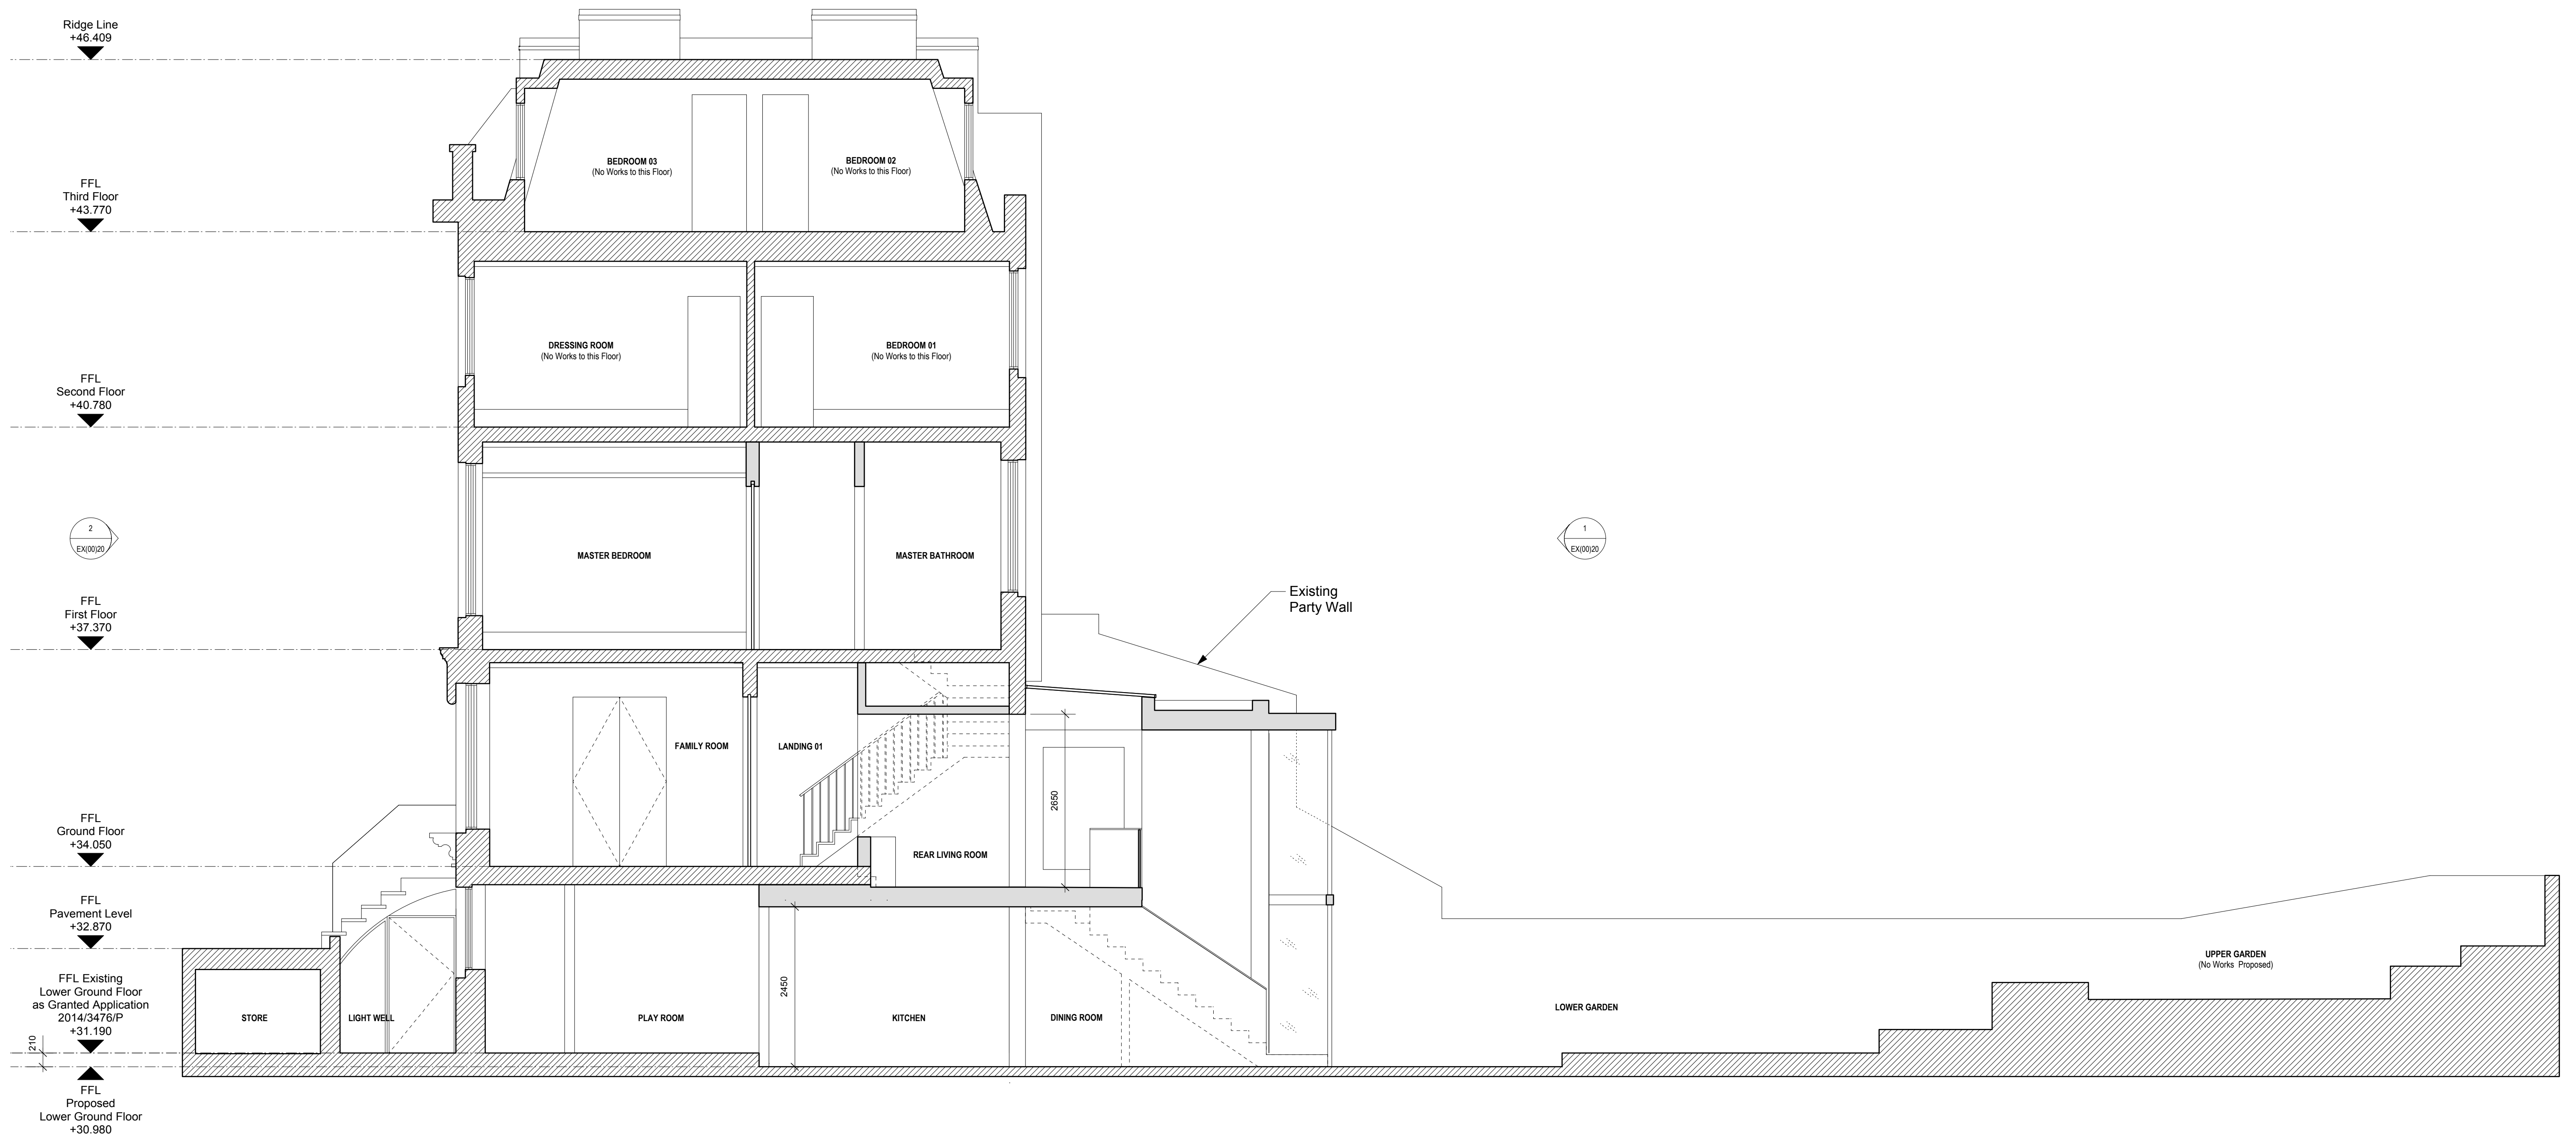 Ridge Line
+46.409
BEDROOM 03
(No Works to this Floor)
BEDROOM 02
(No Works to this Floor)
FFL
Third Floor
+43.770
DRESSING ROOM
(No Works to this Floor)
BEDROOM 01
(No Works to this Floor)
FFL
Second Floor
+40.780
2
EX(00)20
MASTER BEDROOM
MASTER BATHROOM
1
EX(00)20
Existing
Party Wall
FFL
First Floor
+37.370
FAMILY ROOM
LANDING 01
2650
REAR LIVING ROOM
FFL
Ground Floor
+34.050
FFL
Pavement Level
+32.870
FFL Existing
Lower Ground Floor
as Granted Application
2014/3476/P
+31.190
210
STORE
LIGHT WELL
PLAY ROOM
2450
KITCHEN
DINING ROOM
LOWER GARDEN
UPPER GARDEN
(No Works Proposed)
FFL
Proposed
Lower Ground Floor
+30.980